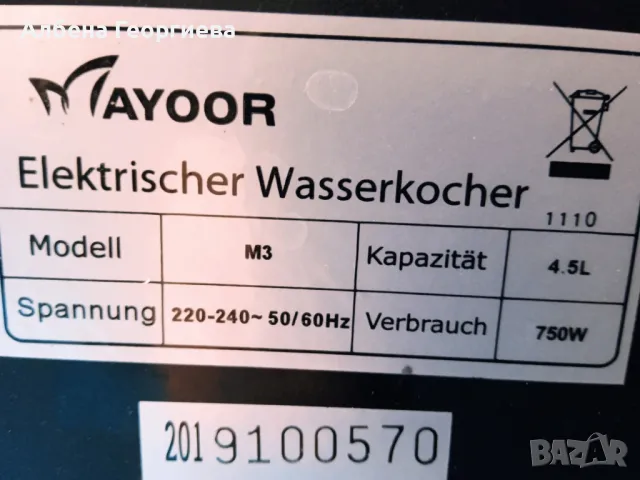 Албена Георгиева
MAYOOR
Elektrischer Wasserkocher
1110
Modell M3 Kapazität 4.5L
Spannung 220-240~ 50/60Hz Verbrauch 750W
2019100570
BAZAR